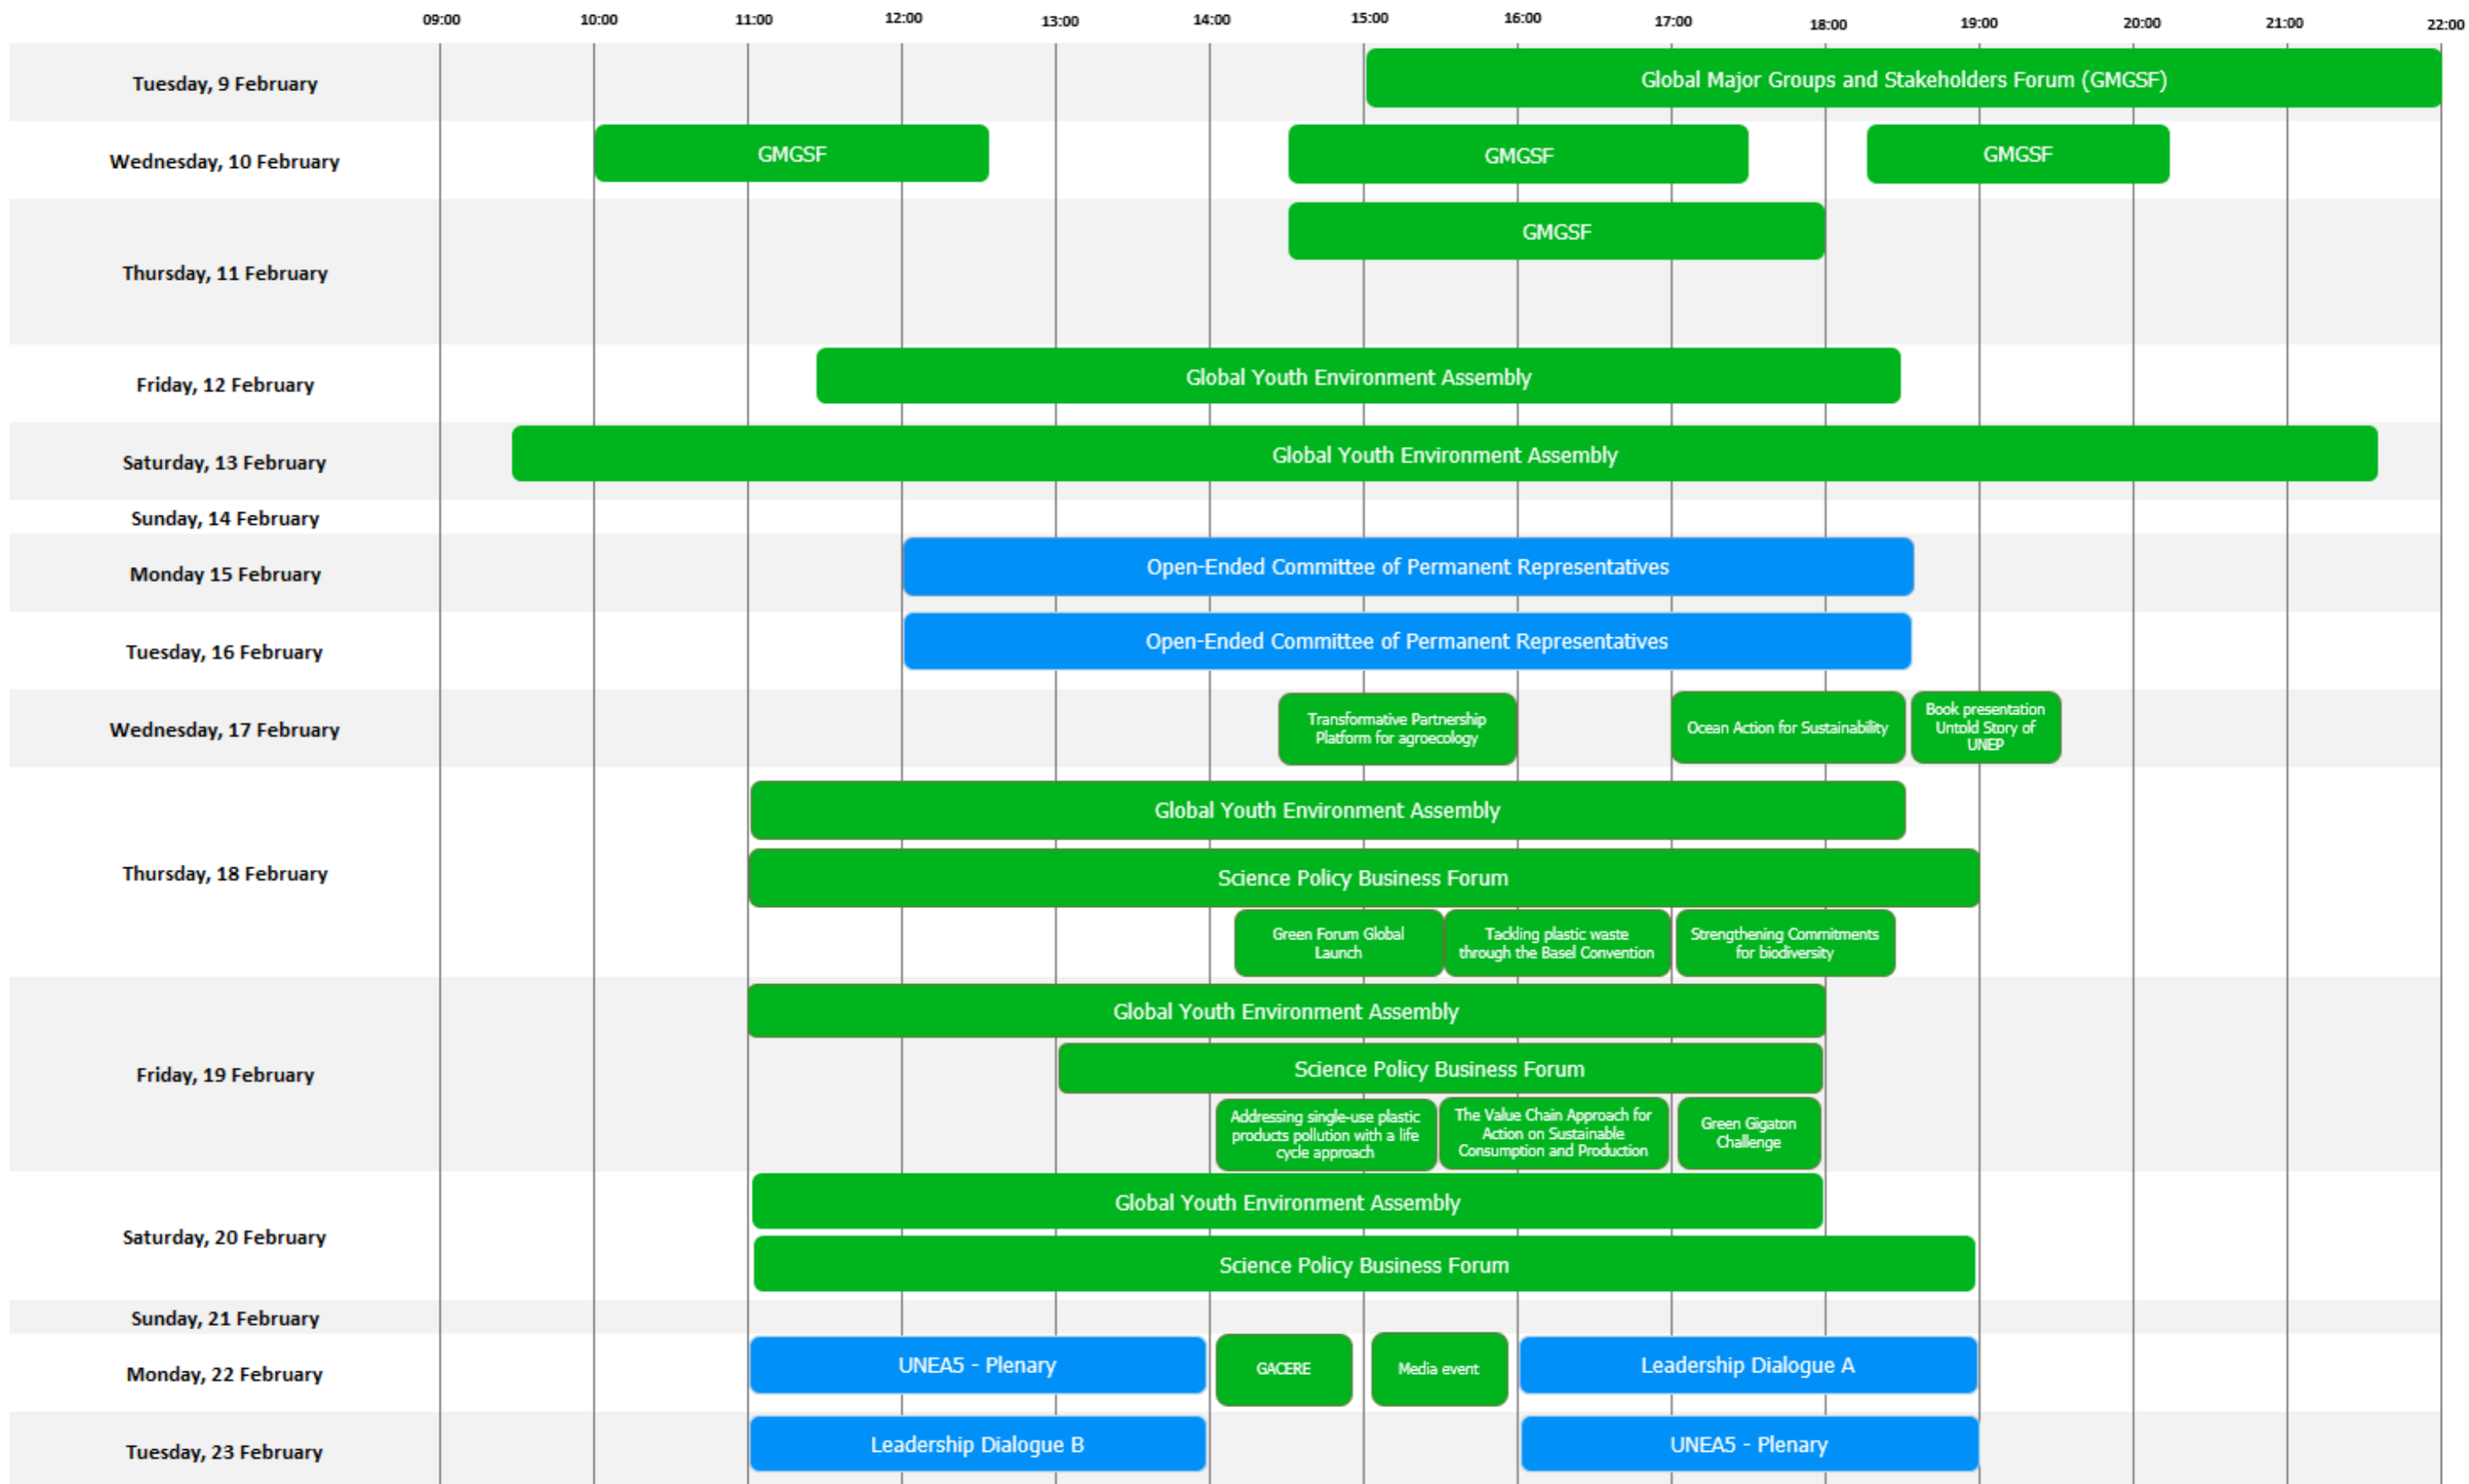 09:00 10:00 11:00 12:00 13:00 14:00 15:00 16:00 17:00 18:00 19:00 20:00 21:00 22:00
Tuesday, 9 February
Global Major Groups and Stakeholders Forum (GMGSF)
Wednesday, 10 February
GMGSF
GMGSF
GMGSF
Thursday, 11 February
GMGSF
Friday, 12 February
Global Youth Environment Assembly
Saturday, 13 February
Global Youth Environment Assembly
Sunday, 14 February
Monday 15 February
Open-Ended Committee of Permanent Representatives
Tuesday, 16 February
Open-Ended Committee of Permanent Representatives
Wednesday, 17 February
Transformative Partnership
Platform for agroecology
Ocean Action for Sustainability
Book presentation
Untold Story of
UNEP
Thursday, 18 February
Global Youth Environment Assembly
Science Policy Business Forum
Green Forum Global
Launch
Tackling plastic waste
through the Basel Convention
Strengthening Commitments
for biodiversity
Friday, 19 February
Global Youth Environment Assembly
Science Policy Business Forum
Addressing single-use plastic
products pollution with a life
cycle approach
The Value Chain Approach for
Action on Sustainable
Consumption and Production
Green Gigaton
Challenge
Saturday, 20 February
Global Youth Environment Assembly
Science Policy Business Forum
Sunday, 21 February
Monday, 22 February
UNEA5 - Plenary
GACERE
Media event
Leadership Dialogue A
Tuesday, 23 February
Leadership Dialogue B
UNEA5 - Plenary